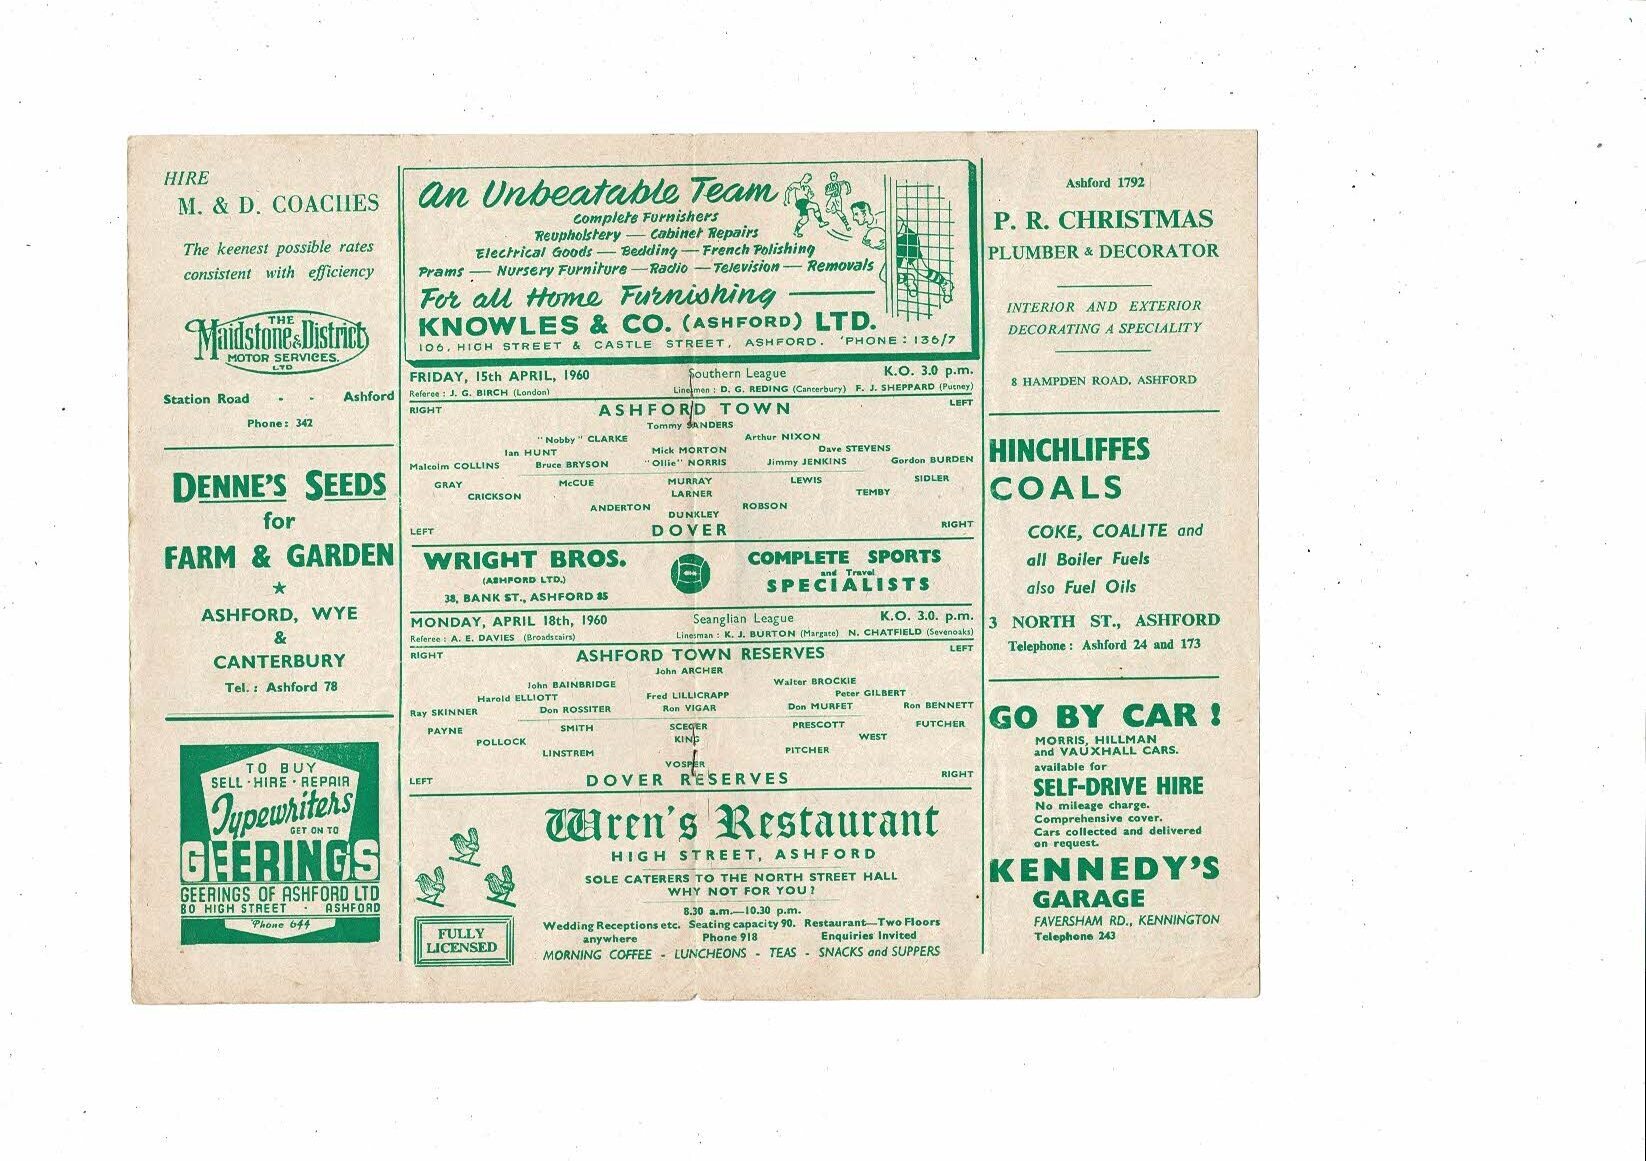 HIRE
M. & D. COACHES
The keenest possible rates
consistent with efficiency
THE
Maidstone & District
MOTOR SERVICES.
LTD
Station Road - - Ashford
Phone: 342
DENNE'S SEEDS
for
FARM & GARDEN
★
ASHFORD, WYE
&
CANTERBURY
Tel.: Ashford 78
TO BUY
SELL · HIRE · REPAIR
Typewriters
GET ON TO
GEERINGS
GEERINGS OF ASHFORD LTD
80 HIGH STREET · ASHFORD
'Phone 644
An Unbeatable Team
Complete Furnishers
Reupholstery — Cabinet Repairs
Electrical Goods — Bedding — French Polishing
Prams — Nursery Furniture — Radio — Television — Removals
For all Home Furnishing
KNOWLES & CO. (ASHFORD) LTD.
106, HIGH STREET & CASTLE STREET, ASHFORD. 'PHONE: 136/7
FRIDAY, 15th APRIL, 1960 Southern League K.O. 3.0 p.m.
Referee: J. G. BIRCH (London) Linesmen: D. G. REDING (Canterbury) F. J. SHEPPARD (Putney)
RIGHT ASHFORD TOWN LEFT
Tommy SANDERS
"Nobby" CLARKE Arthur NIXON
Ian HUNT Mick MORTON Dave STEVENS
Malcolm COLLINS Bruce BRYSON "Ollie" NORRIS Jimmy JENKINS Gordon BURDEN
GRAY McCUE MURRAY LEWIS SIDLER
CRICKSON LARNER TEMBY
ANDERTON ROBSON
DUNKLEY
LEFT DOVER RIGHT
WRIGHT BROS.
(ASHFORD LTD.)
38, BANK ST., ASHFORD 85
COMPLETE SPORTS
and Travel
SPECIALISTS
MONDAY, APRIL 18th, 1960 Seanglian League K.O. 3.0. p.m.
Referee: A. E. DAVIES (Broadstairs) Linesman: K. J. BURTON (Margate) N. CHATFIELD (Sevenoaks)
RIGHT ASHFORD TOWN RESERVES LEFT
John ARCHER
John BAINBRIDGE Walter BROCKIE
Harold ELLIOTT Fred LILLICRAPP Peter GILBERT
Ray SKINNER Don ROSSITER Ron VIGAR Don MURFET Ron BENNETT
PAYNE SMITH SCEGER PRESCOTT FUTCHER
POLLOCK KING WEST
LINSTREM PITCHER
VOSPER
LEFT DOVER RESERVES RIGHT
Wren's Restaurant
HIGH STREET, ASHFORD
SOLE CATERERS TO THE NORTH STREET HALL
WHY NOT FOR YOU?
8.30 a.m.—10.30 p.m.
Wedding Receptions etc. Seating capacity 90. Restaurant—Two Floors
anywhere Phone 918 Enquiries Invited
MORNING COFFEE - LUNCHEONS - TEAS - SNACKS and SUPPERS
FULLY
LICENSED
Ashford 1792
P. R. CHRISTMAS
PLUMBER & DECORATOR
INTERIOR AND EXTERIOR
DECORATING A SPECIALITY
8 HAMPDEN ROAD, ASHFORD
HINCHLIFFES
COALS
COKE, COALITE and
all Boiler Fuels
also Fuel Oils
3 NORTH ST., ASHFORD
Telephone: Ashford 24 and 173
GO BY CAR!
MORRIS, HILLMAN
and VAUXHALL CARS.
available for
SELF-DRIVE HIRE
No mileage charge.
Comprehensive cover.
Cars collected and delivered
on request.
KENNEDY'S
GARAGE
FAVERSHAM RD., KENNINGTON
Telephone 243